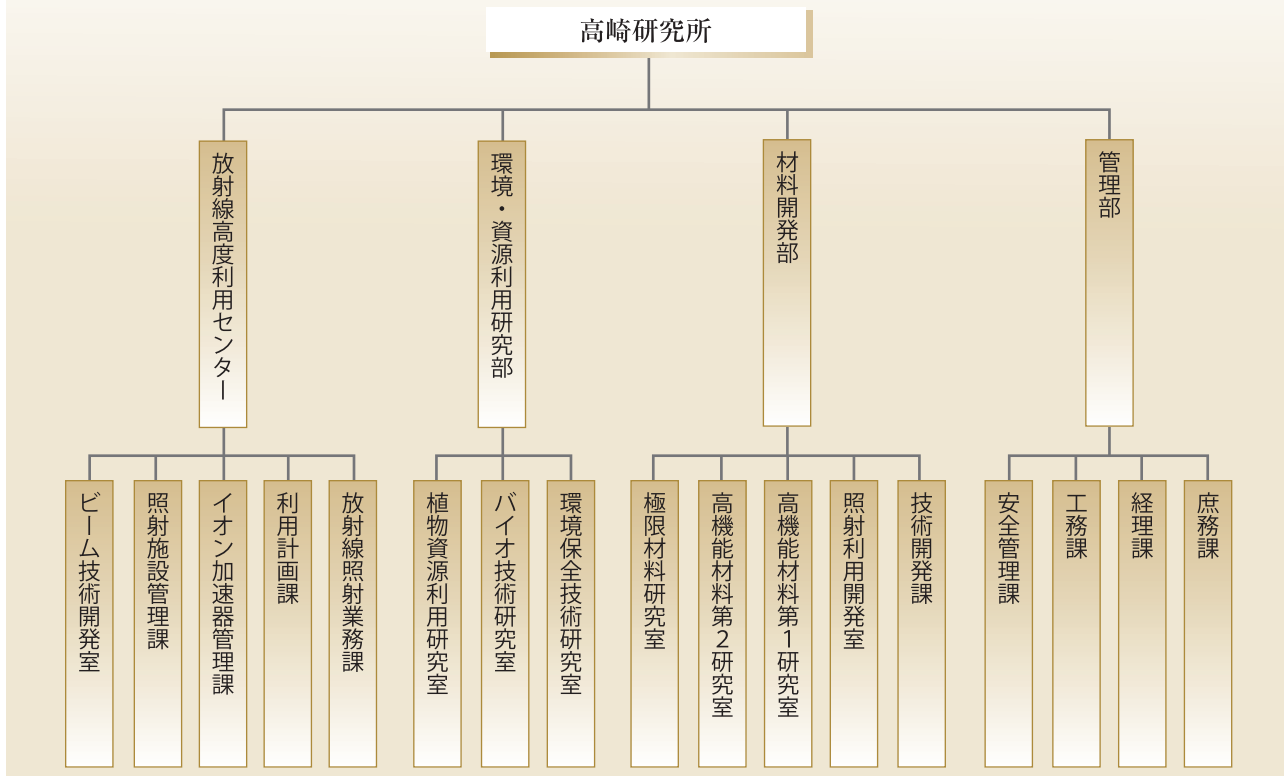 高崎研究所
管理部
材料開発部
環境・資源利用研究部
放射線高度利用センター
庶務課
経理課
工務課
安全管理課
技術開発課
照射利用開発室
高機能材料第1研究室
高機能材料第2研究室
極限材料研究室
環境保全技術研究室
バイオ技術研究室
植物資源利用研究室
放射線照射業務課
利用計画課
イオン加速器管理課
照射施設管理課
ビーム技術開発室